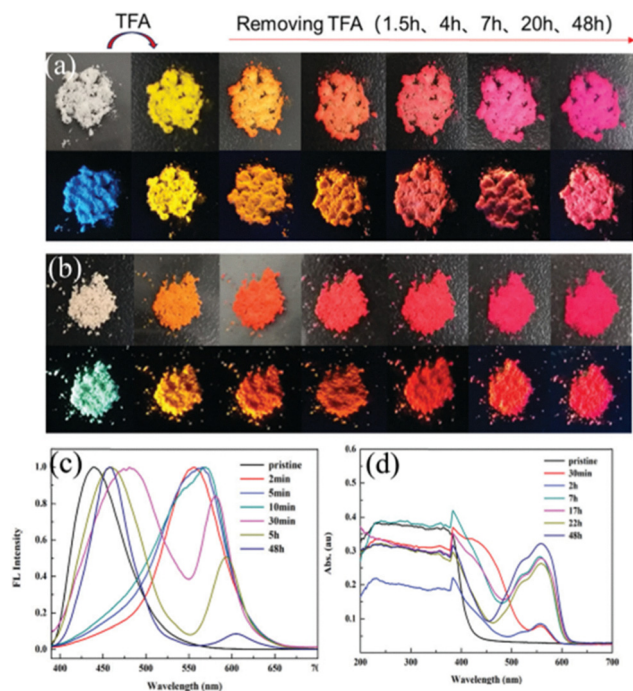 TFA
Removing TFA（1.5h、4h、7h、20h、48h）
(a)
(b)
(c)
pristine
2min
5min
10min
30min
5h
48h
FL Intensity
1.0
0.8
0.6
0.4
0.2
0.0
400 450 500 550 600 650 70
Wavelength (nm)
(d)
pristine
30min
2h
7h
17h
22h
48h
Abs. (au)
0.5
0.4
0.3
0.2
0.1
200 300 400 500 600 700
Wavelength (nm)